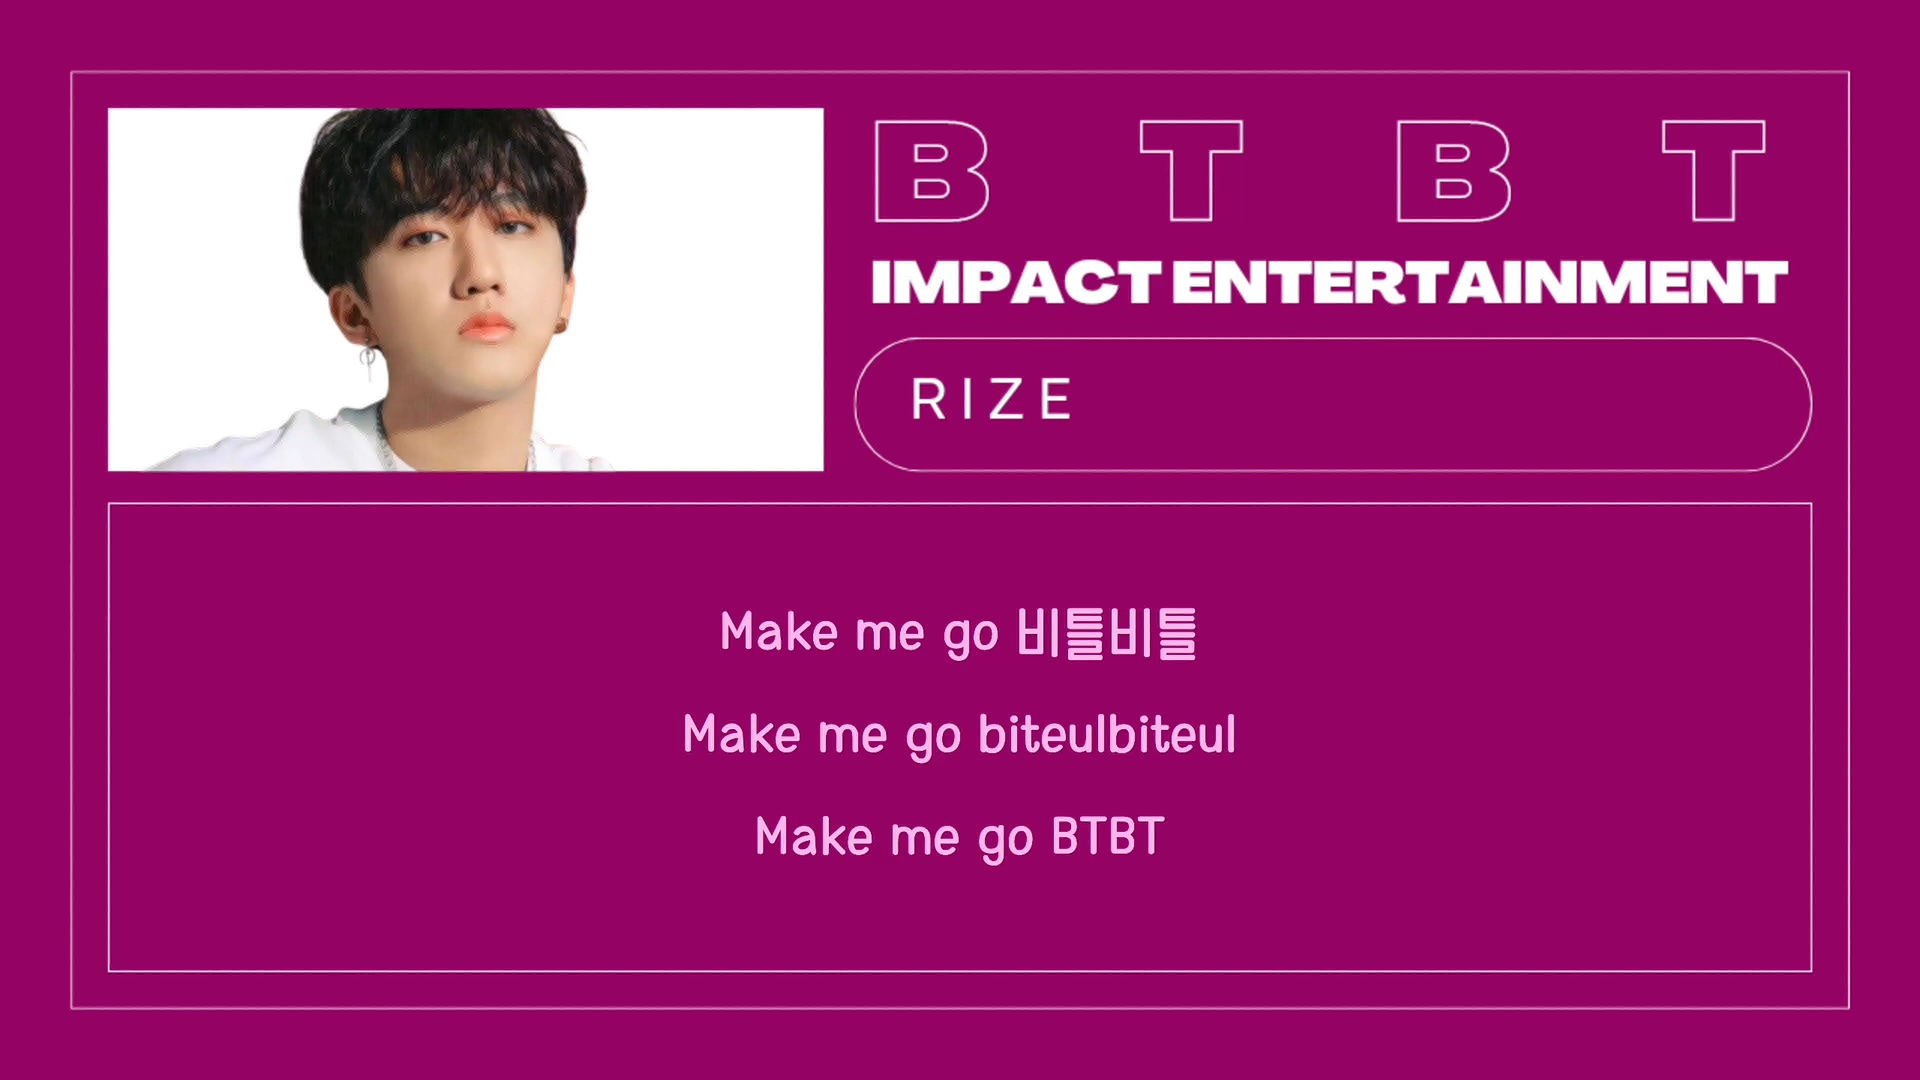 B T B T
IMPACT ENTERTAINMENT
RIZE
Make me go 비틀비틀
Make me go biteulbiteul
Make me go BTBT